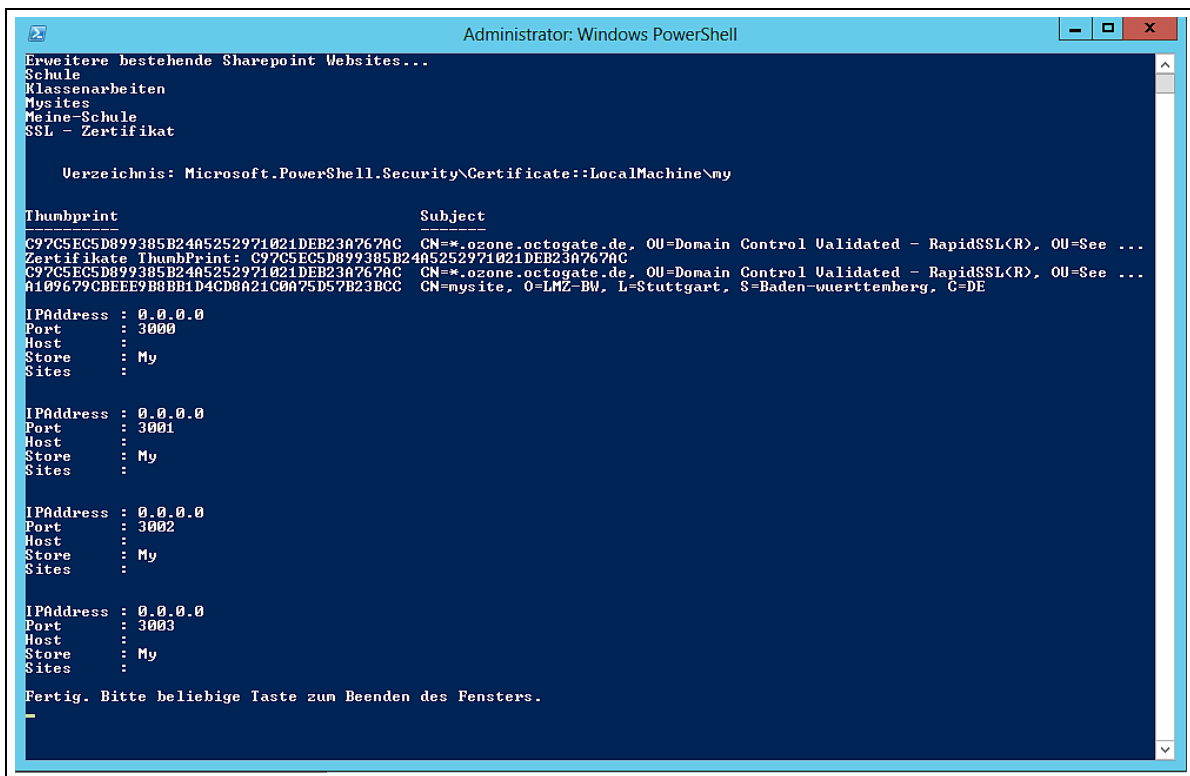 Administrator: Windows PowerShell
Erweitere bestehende Sharepoint Websites...
Schule
Klassenarbeiten
Mysites
Meine-Schule
SSL - Zertifikat
Verzeichnis: Microsoft.PowerShell.Security\Certificate::LocalMachine\my
Thumbprint Subject
---------- -------
C97C5EC5D899385B24A5252971021DEB23A767AC CN=*.ozone.octogate.de, OU=Domain Control Validated - RapidSSL(R), OU=See ...
Zertifikate ThumbPrint: C97C5EC5D899385B24A5252971021DEB23A767AC
C97C5EC5D899385B24A5252971021DEB23A767AC CN=*.ozone.octogate.de, OU=Domain Control Validated - RapidSSL(R), OU=See ...
A109679CBEEE9B8BB1D4CD8A21C0A75D57B23BCC CN=mysite, O=LMZ-BW, L=Stuttgart, S=Baden-wuerttemberg, C=DE
IPAddress : 0.0.0.0
Port : 3000
Host :
Store : My
Sites :
IPAddress : 0.0.0.0
Port : 3001
Host :
Store : My
Sites :
IPAddress : 0.0.0.0
Port : 3002
Host :
Store : My
Sites :
IPAddress : 0.0.0.0
Port : 3003
Host :
Store : My
Sites :
Fertig. Bitte beliebige Taste zum Beenden des Fensters.